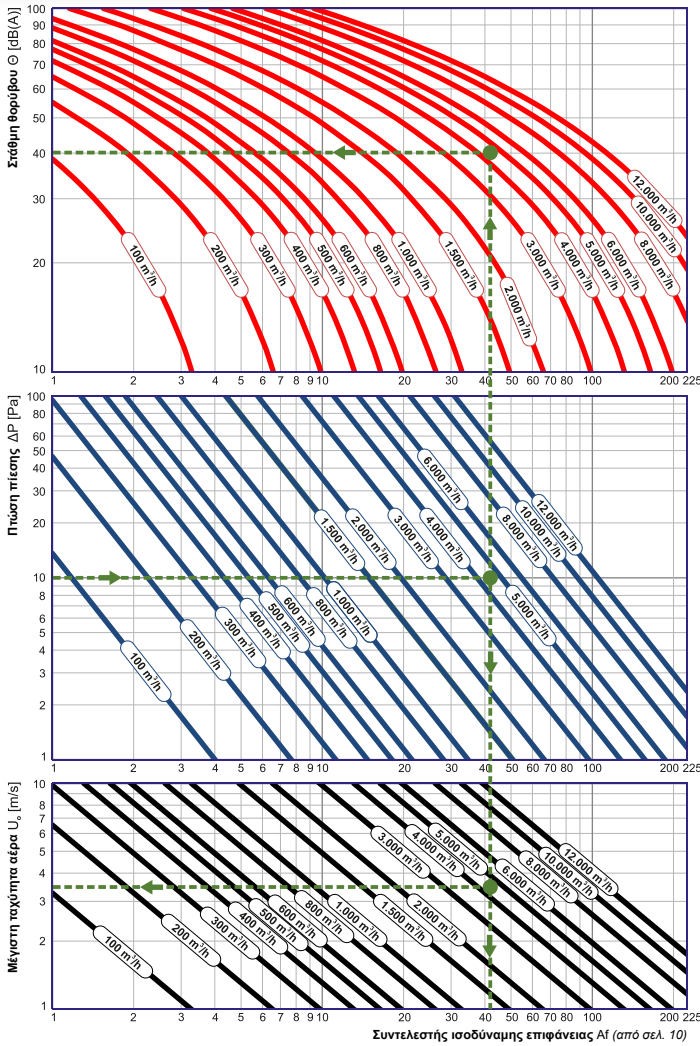 Στάθμη θορύβου Θ [dB(A)]
100
90
80
70
60
50
40
30
20
10
100 m³/h
200 m³/h
300 m³/h
400 m³/h
500 m³/h
600 m³/h
800 m³/h
1.000 m³/h
1.500 m³/h
2.000 m³/h
3.000 m³/h
4.000 m³/h
5.000 m³/h
6.000 m³/h
8.000 m³/h
10.000 m³/h
12.000 m³/h
1 2 3 4 5 6 7 8 9 10 20 30 40 50 60 70 80 100 200 225
Πτώση πίεσης ΔP [Pa]
100
80
60
50
40
30
20
10
8
6
5
4
3
2
1
100 m³/h
200 m³/h
300 m³/h
400 m³/h
500 m³/h
600 m³/h
800 m³/h
1.000 m³/h
1.500 m³/h
2.000 m³/h
3.000 m³/h
4.000 m³/h
5.000 m³/h
6.000 m³/h
8.000 m³/h
10.000 m³/h
12.000 m³/h
1 2 3 4 5 6 7 8 9 10 20 30 40 50 60 70 80 100 200 225
Μέγιστη ταχύτητα αέρα Uₒ [m/s]
10
8
7
6
5
4
3
2
1
100 m³/h
200 m³/h
300 m³/h
400 m³/h
500 m³/h
600 m³/h
800 m³/h
1.000 m³/h
1.500 m³/h
2.000 m³/h
3.000 m³/h
4.000 m³/h
5.000 m³/h
6.000 m³/h
8.000 m³/h
10.000 m³/h
12.000 m³/h
1 2 3 4 5 6 7 8 9 10 20 30 40 50 60 70 80 100 200 225
Συντελεστής ισοδύναμης επιφάνειας Af (από σελ. 10)